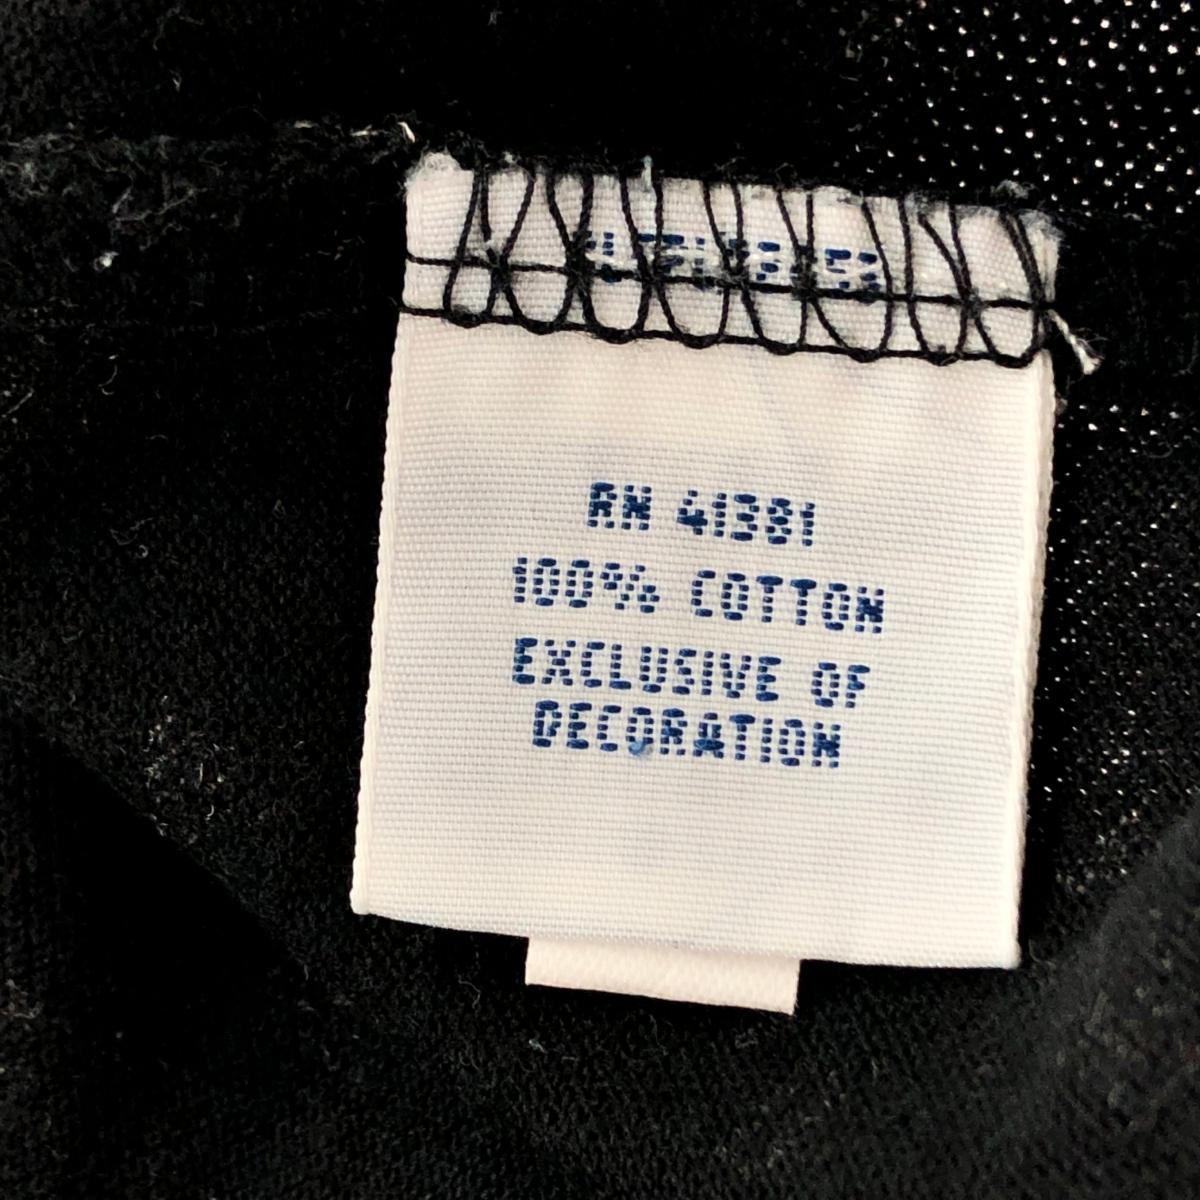 RN 41381
100% COTTON
EXCLUSIVE OF
DECORATION